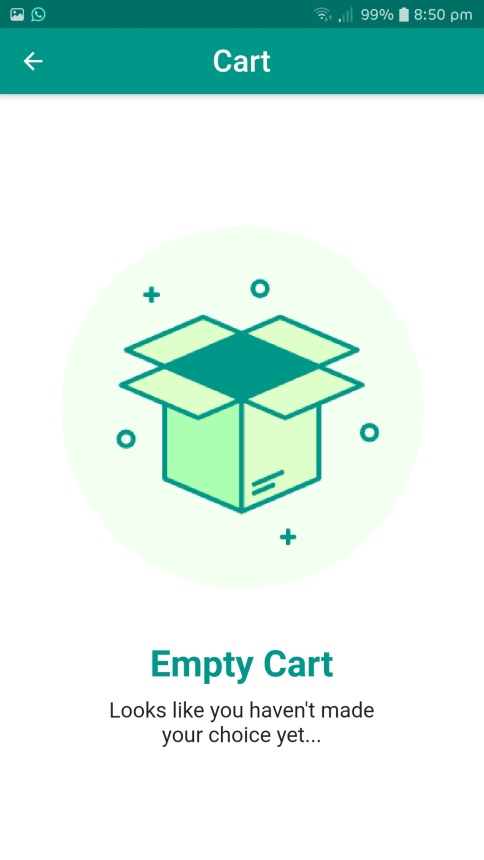 99% 8:50 pm
Cart
Empty Cart
Looks like you haven't made
your choice yet...